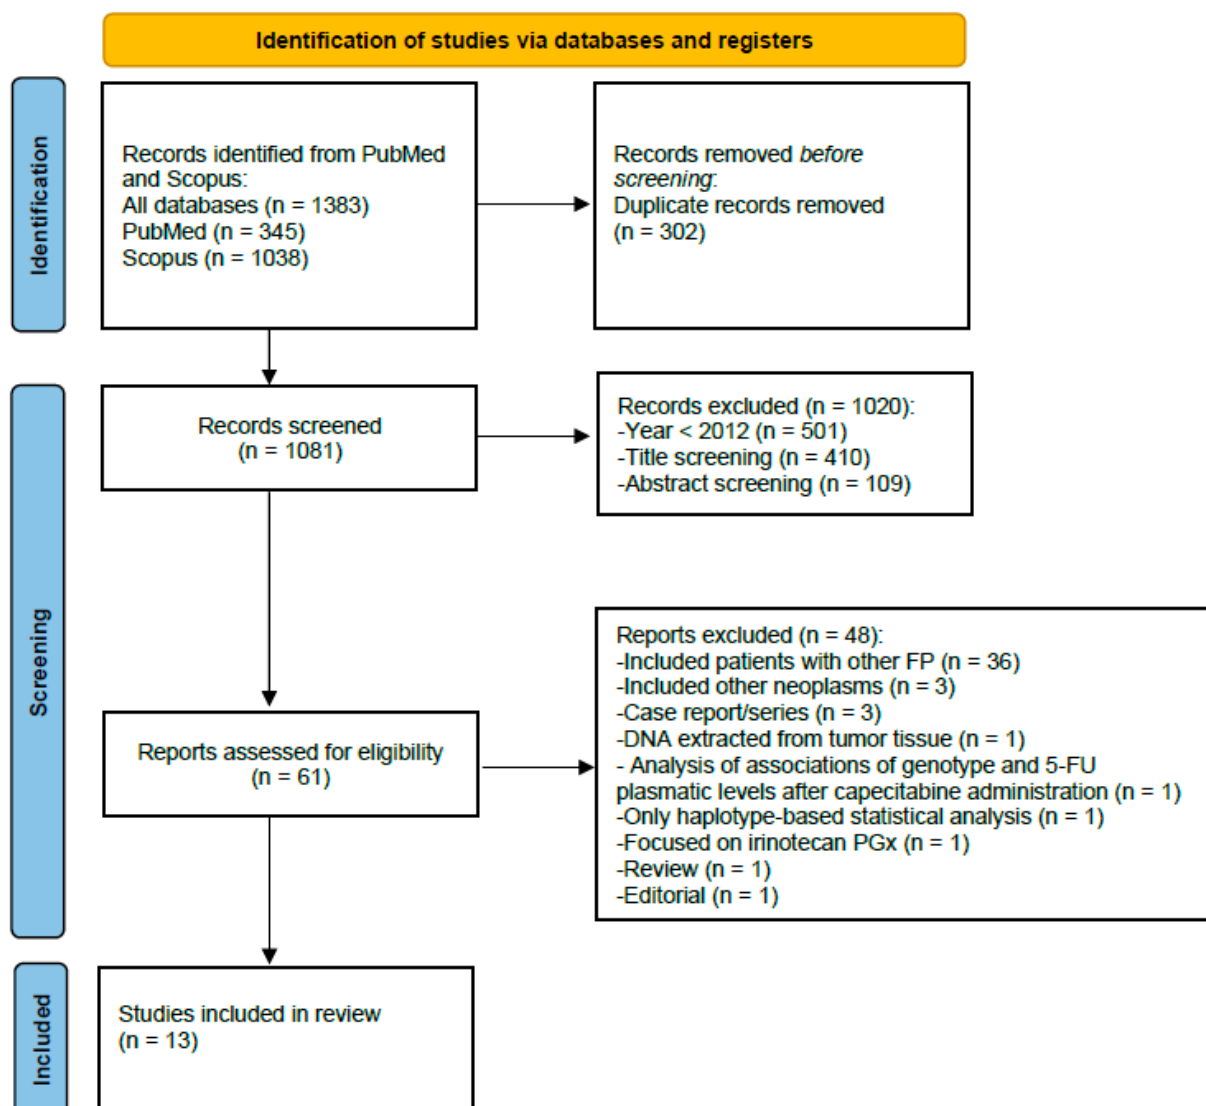 Identification of studies via databases and registers
Identification
Records identified from PubMed
and Scopus:
All databases (n = 1383)
PubMed (n = 345)
Scopus (n = 1038)
Records removed before
screening:
Duplicate records removed
(n = 302)
Screening
Records screened
(n = 1081)
Records excluded (n = 1020):
-Year < 2012 (n = 501)
-Title screening (n = 410)
-Abstract screening (n = 109)
Reports assessed for eligibility
(n = 61)
Reports excluded (n = 48):
-Included patients with other FP (n = 36)
-Included other neoplasms (n = 3)
-Case report/series (n = 3)
-DNA extracted from tumor tissue (n = 1)
- Analysis of associations of genotype and 5-FU
plasmatic levels after capecitabine administration (n = 1)
-Only haplotype-based statistical analysis (n = 1)
-Focused on irinotecan PGx (n = 1)
-Review (n = 1)
-Editorial (n = 1)
Included
Studies included in review
(n = 13)